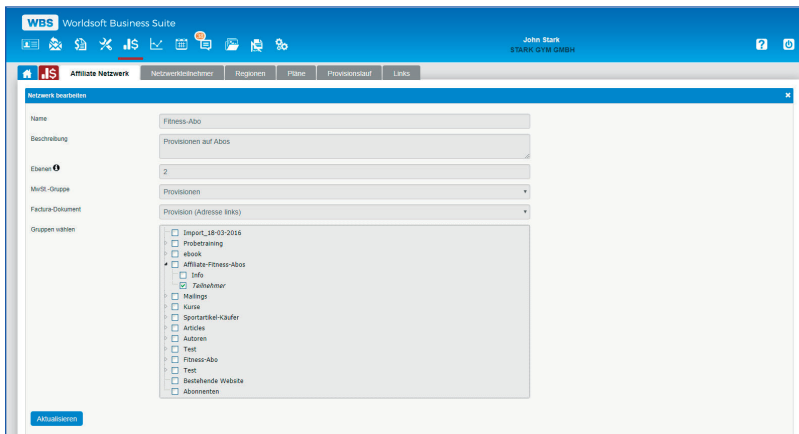 WBS Worldsoft Business Suite
John Stark
STARK GYM GMBH
Affiliate Netzwerk Netzwerkteilnehmer Regionen Pläne Provisionslauf Links
Netzwerk bearbeiten
Name Fitness-Abo
Beschreibung Provisionen auf Abos
Ebenen 2
MwSt.-Gruppe Provisionen
Factura-Dokument Provision (Adresse links)
Gruppen wählen
Import_18-03-2016
Probetraining
ebook
Affiliate-Fitness-Abos
Info
Teilnehmer
Mailings
Kurse
Sportartikel-Käufer
Articles
Autoren
Test
Fitness-Abo
Test
Bestehende Website
Abonnenten
Aktualisieren